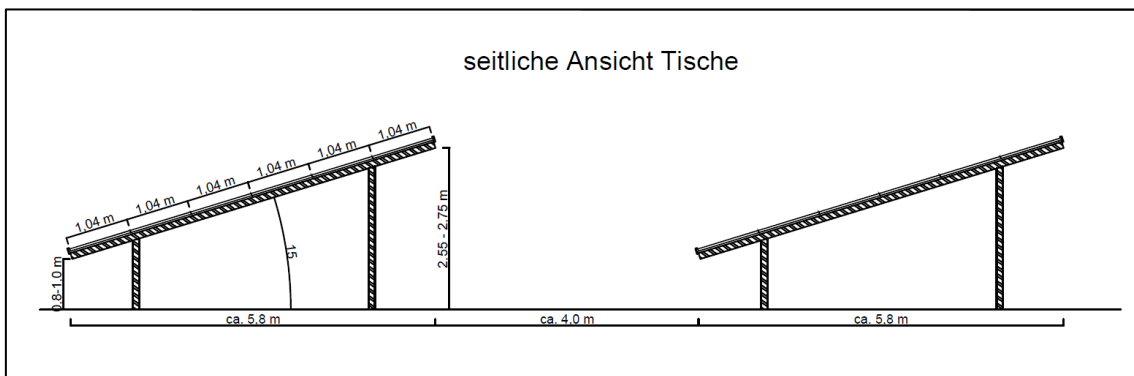 seitliche Ansicht Tische
1,04 m
1,04 m
1,04 m
1,04 m
1,04 m
1,04 m
0,8-1,0 m
15
2,55 - 2,75 m
ca. 5,8 m
ca. 4,0 m
ca. 5,8 m